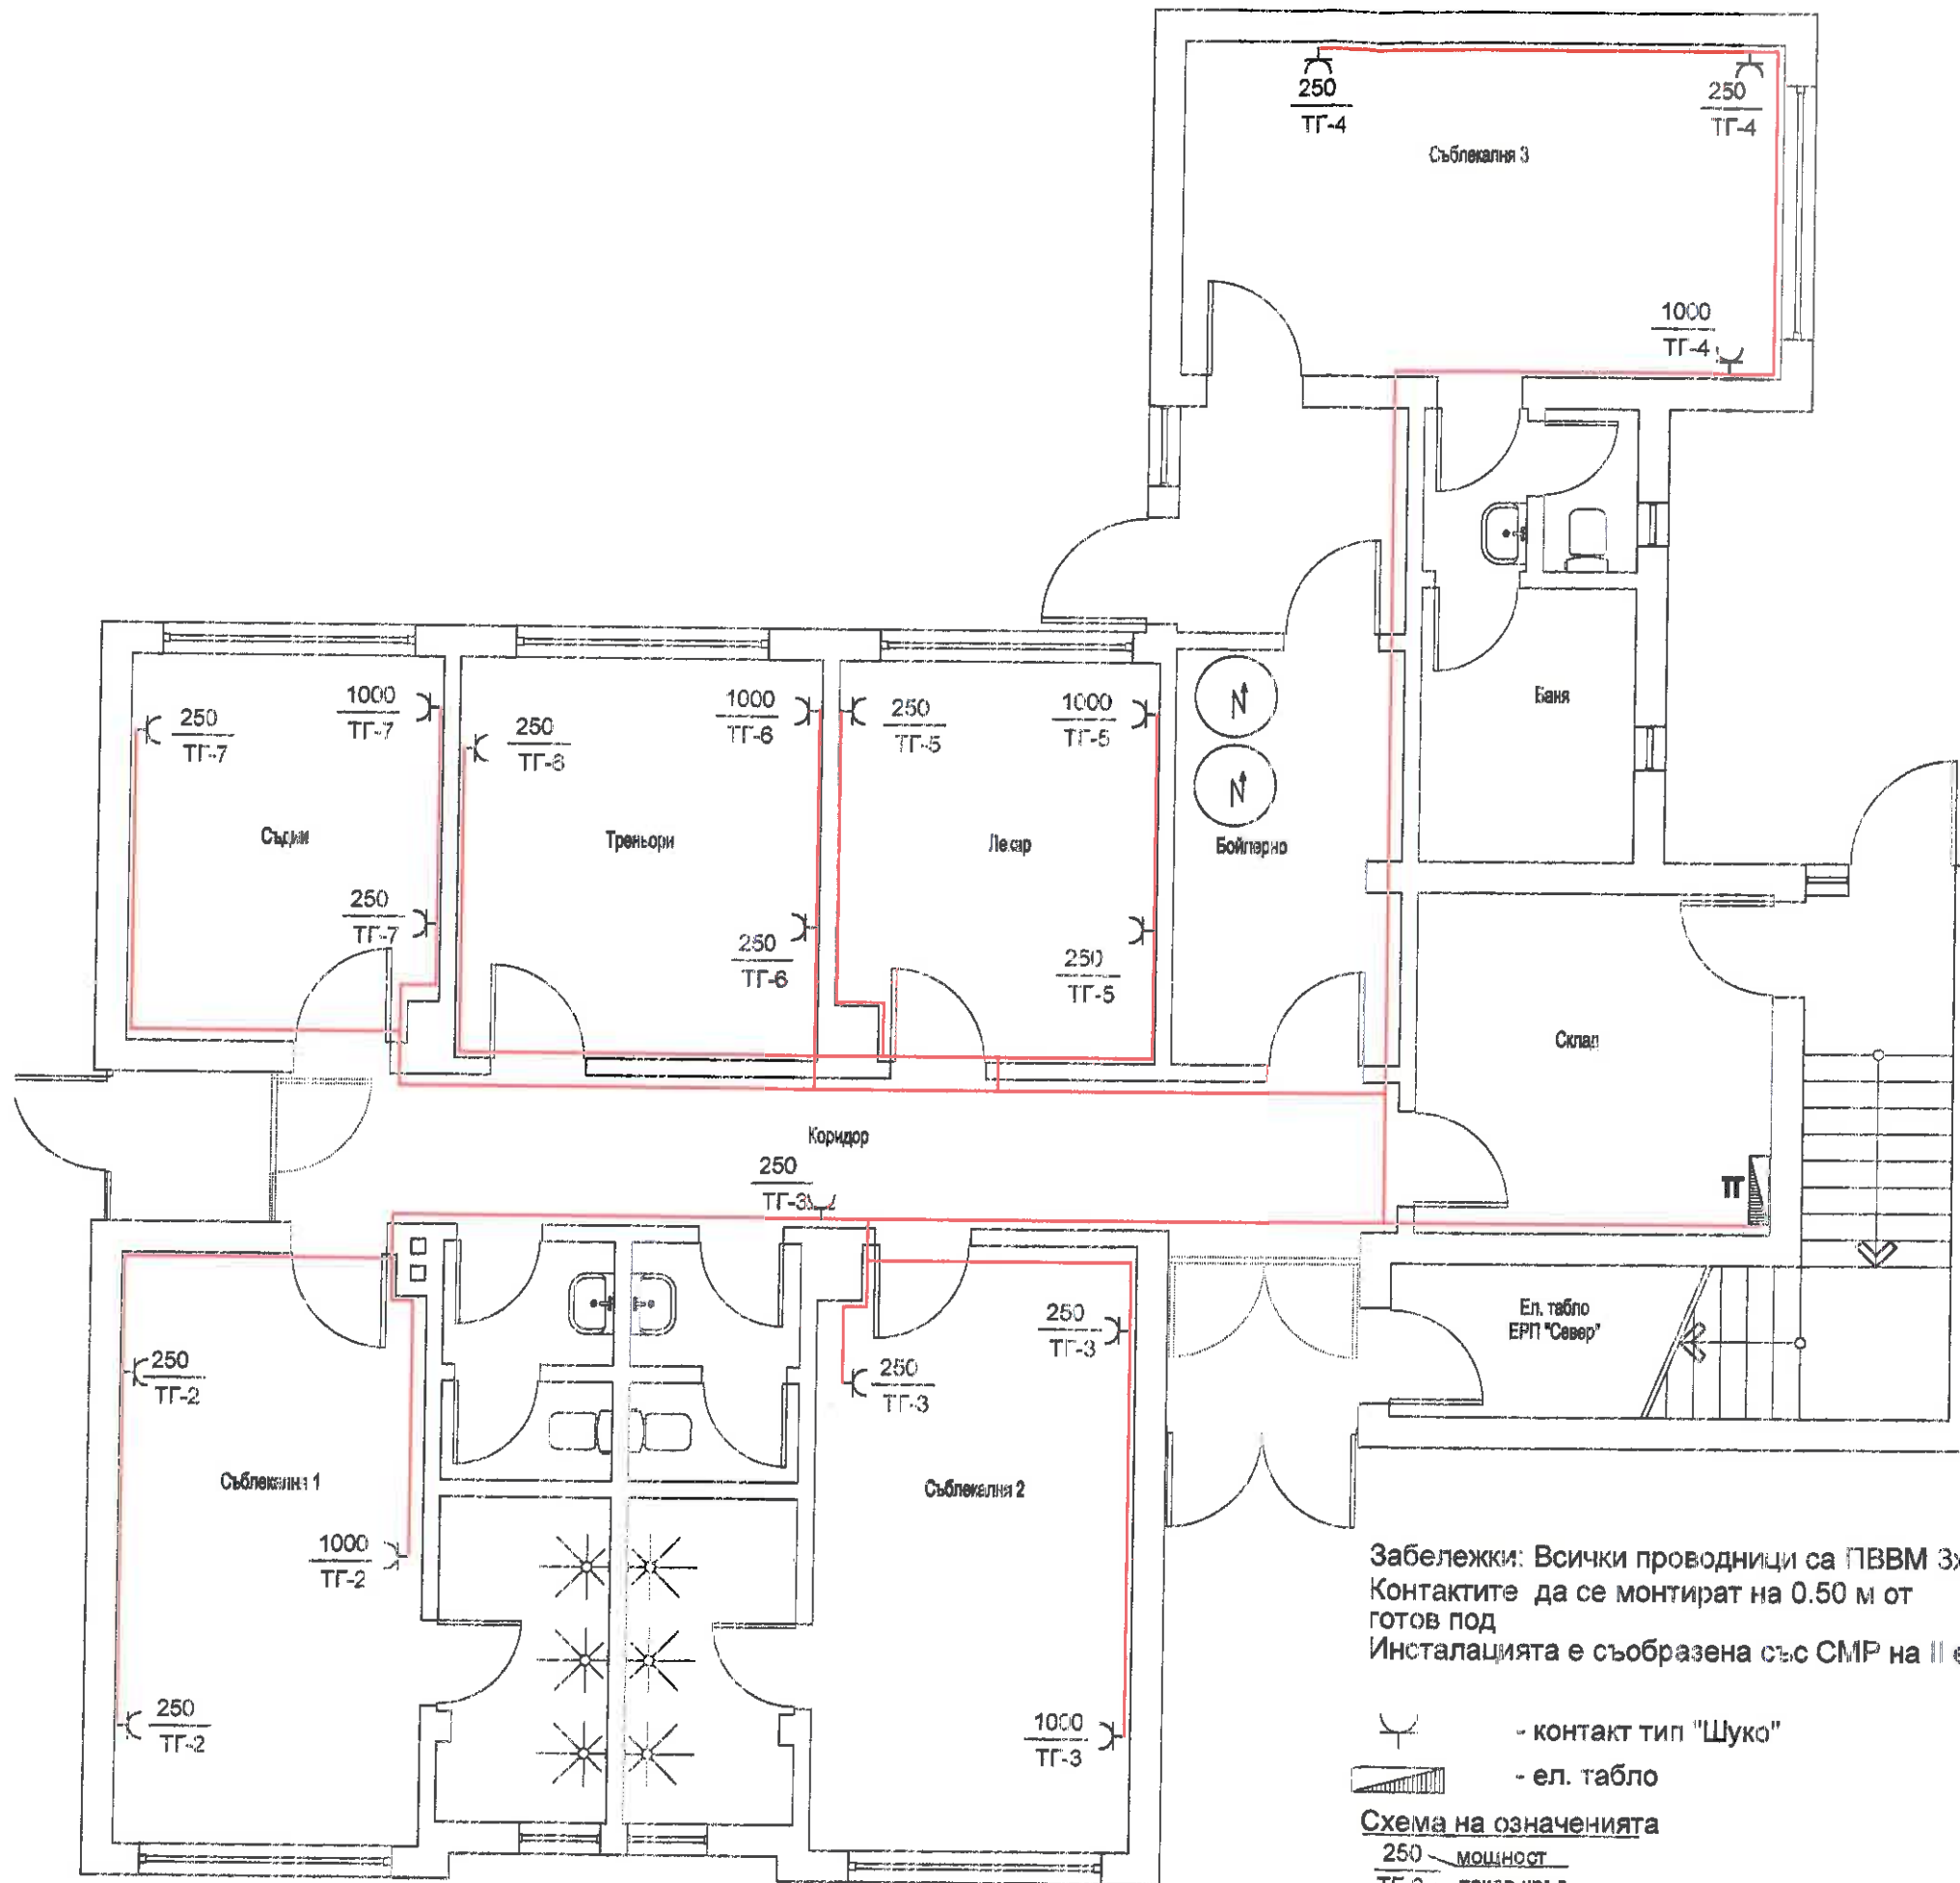 250
ТГ-4
250
ТГ-4
Съблекалня 3
1000
ТГ-4
250
ТГ-7
1000
ТГ-7
250
ТГ-6
1000
ТГ-6
250
ТГ-5
1000
ТГ-5
Баня
Съдии
Треньори
Лекар
Бойлерно
250
ТГ-7
250
ТГ-6
250
ТГ-5
Склад
Коридор
250
ТГ-3
ТГ
250
ТГ-2
250
ТГ-3
250
ТГ-3
Ел. табло
ЕРП "Север"
Съблекалня 1
Съблекалня 2
1000
ТГ-2
250
ТГ-2
1000
ТГ-3
Забележки: Всички проводници са ПВВМ 3х
Контактите да се монтират на 0.50 м от
готов под
Инсталацията е съобразена със СМР на II е
- контакт тип "Шуко"
- ел. табло
Схема на означенията
250 мощност